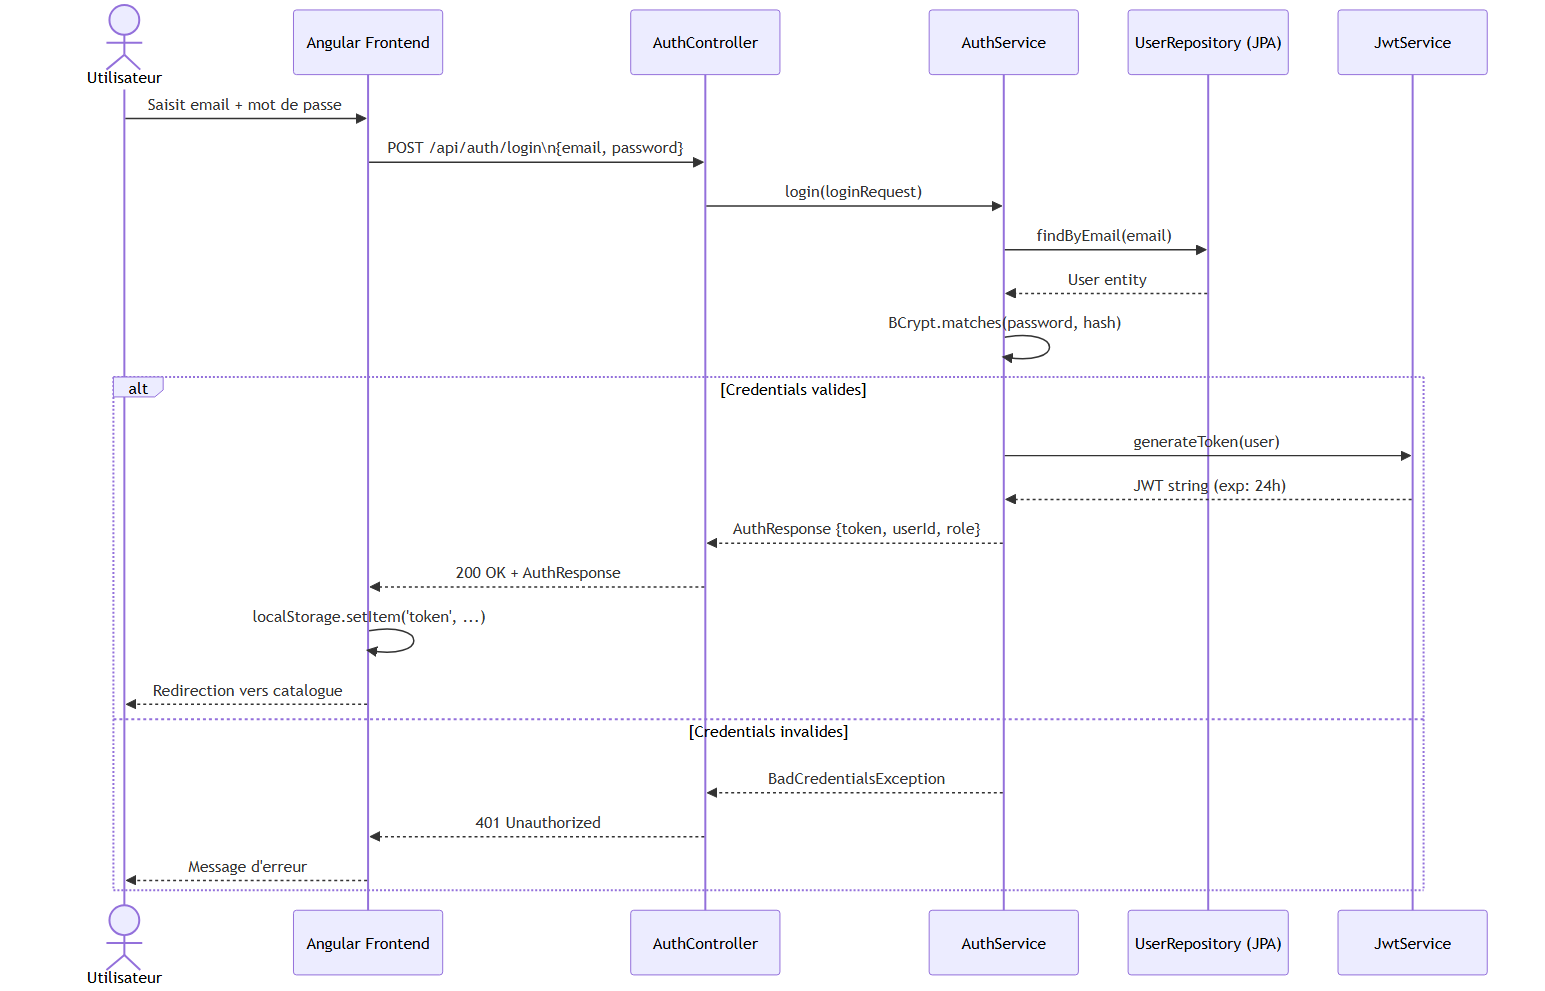 Utilisateur
Angular Frontend
AuthController
AuthService
UserRepository (JPA)
JwtService
Saisit email + mot de passe
POST /api/auth/login\n{email, password}
login(loginRequest)
findByEmail(email)
User entity
BCrypt.matches(password, hash)
alt
[Credentials valides]
generateToken(user)
JWT string (exp: 24h)
AuthResponse {token, userId, role}
200 OK + AuthResponse
localStorage.setItem('token', ...)
Redirection vers catalogue
[Credentials invalides]
BadCredentialsException
401 Unauthorized
Message d'erreur
Utilisateur
Angular Frontend
AuthController
AuthService
UserRepository (JPA)
JwtService